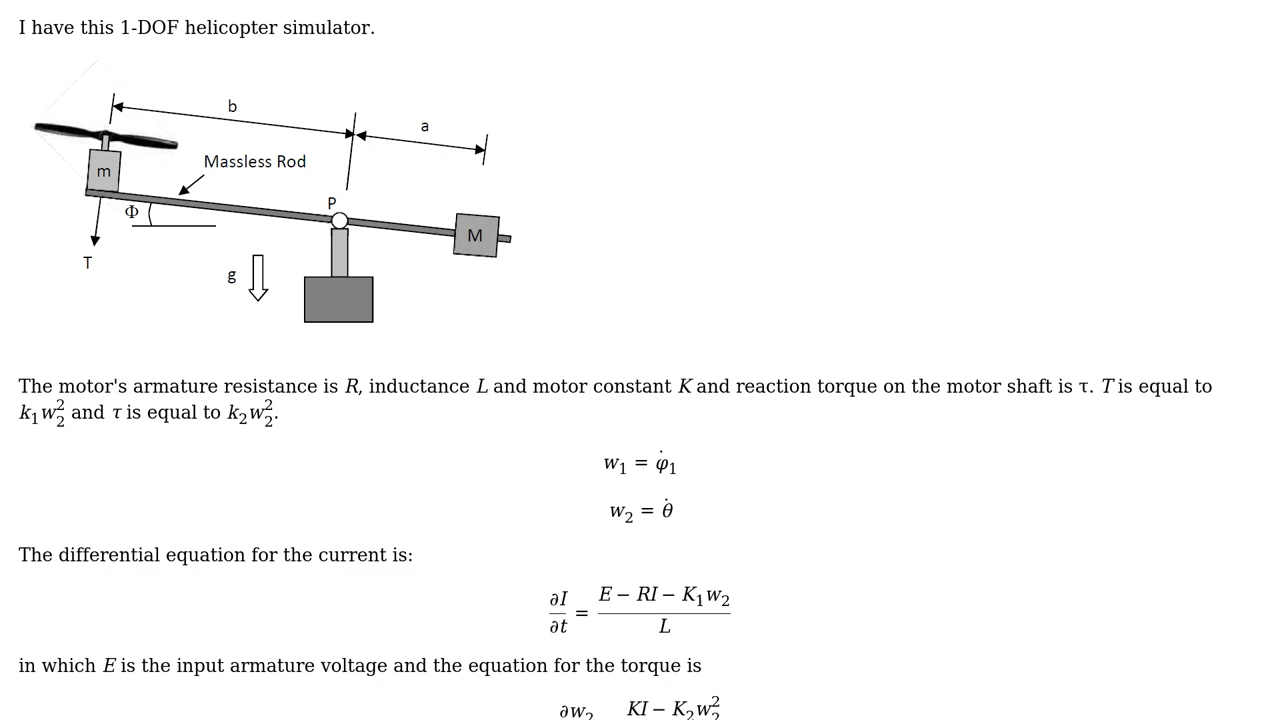 I have this 1-DOF helicopter simulator.
b
a
m
Massless Rod
Φ
P
M
T
g
The motor's armature resistance is R, inductance L and motor constant K and reaction torque on the motor shaft is τ. T is equal to
k₁w₂² and τ is equal to k₂w₂².
w₁ = φ̇₁
w₂ = θ̇
The differential equation for the current is:
∂I/∂t = (E − RI − K₁w₂)/L
in which E is the input armature voltage and the equation for the torque is
∂w₂ KI − K₂w₂²